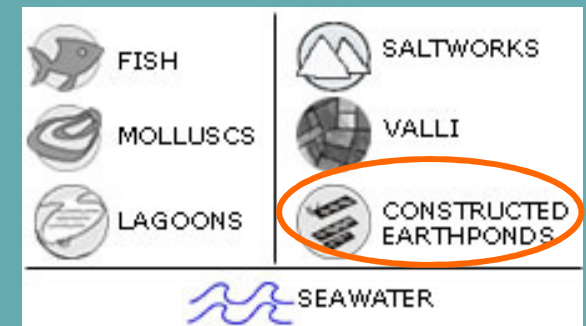 FISH
MOLLUSCS
LAGOONS
SALTWORKS
VALLI
CONSTRUCTED
EARTHPONDS
SEAWATER